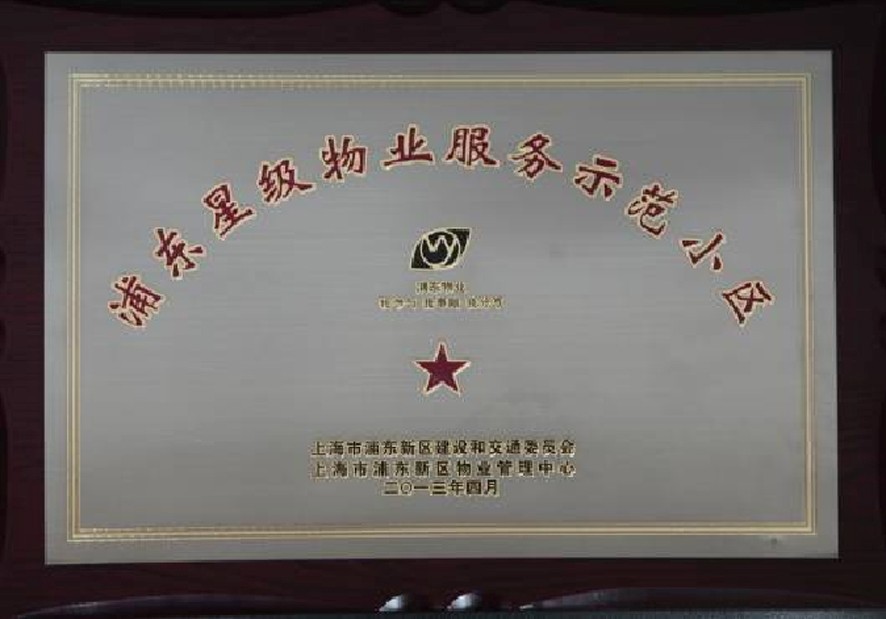 浦东星级物业服务示范小区
浦东物业
上海市浦东新区建设和交通委员会
上海市浦东新区物业管理中心
二〇一三年四月